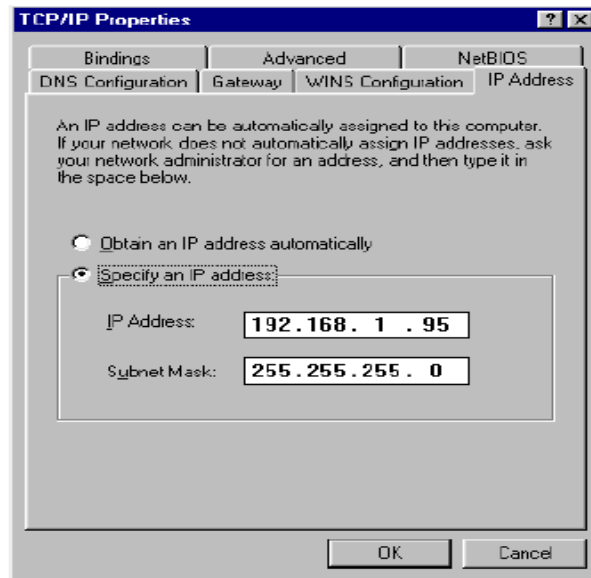 TCP/IP Properties
? X
Bindings Advanced NetBIOS
DNS Configuration Gateway WINS Configuration IP Address
An IP address can be automatically assigned to this computer.
If your network does not automatically assign IP addresses, ask
your network administrator for an address, and then type it in
the space below.
Obtain an IP address automatically
Specify an IP address:
IP Address: 192.168. 1 .95
Subnet Mask: 255.255.255. 0
OK Cancel